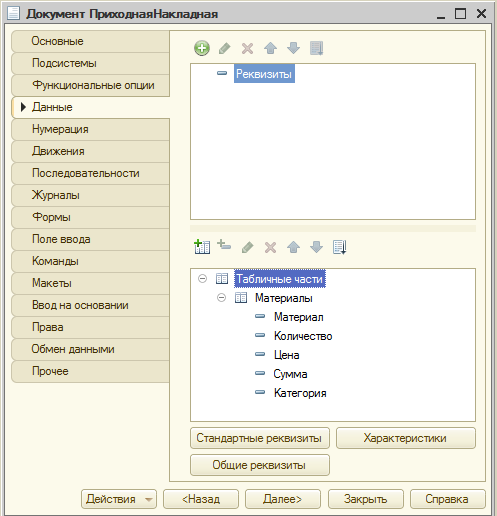 Документ ПриходнаяНакладная
Основные
Подсистемы
Функциональные опции
Данные
Нумерация
Движения
Последовательности
Журналы
Формы
Поле ввода
Команды
Макеты
Ввод на основании
Права
Обмен данными
Прочее
Реквизиты
Табличные части
Материалы
Материал
Количество
Цена
Сумма
Категория
Стандартные реквизиты
Характеристики
Общие реквизиты
Действия
<Назад
Далее>
Закрыть
Справка